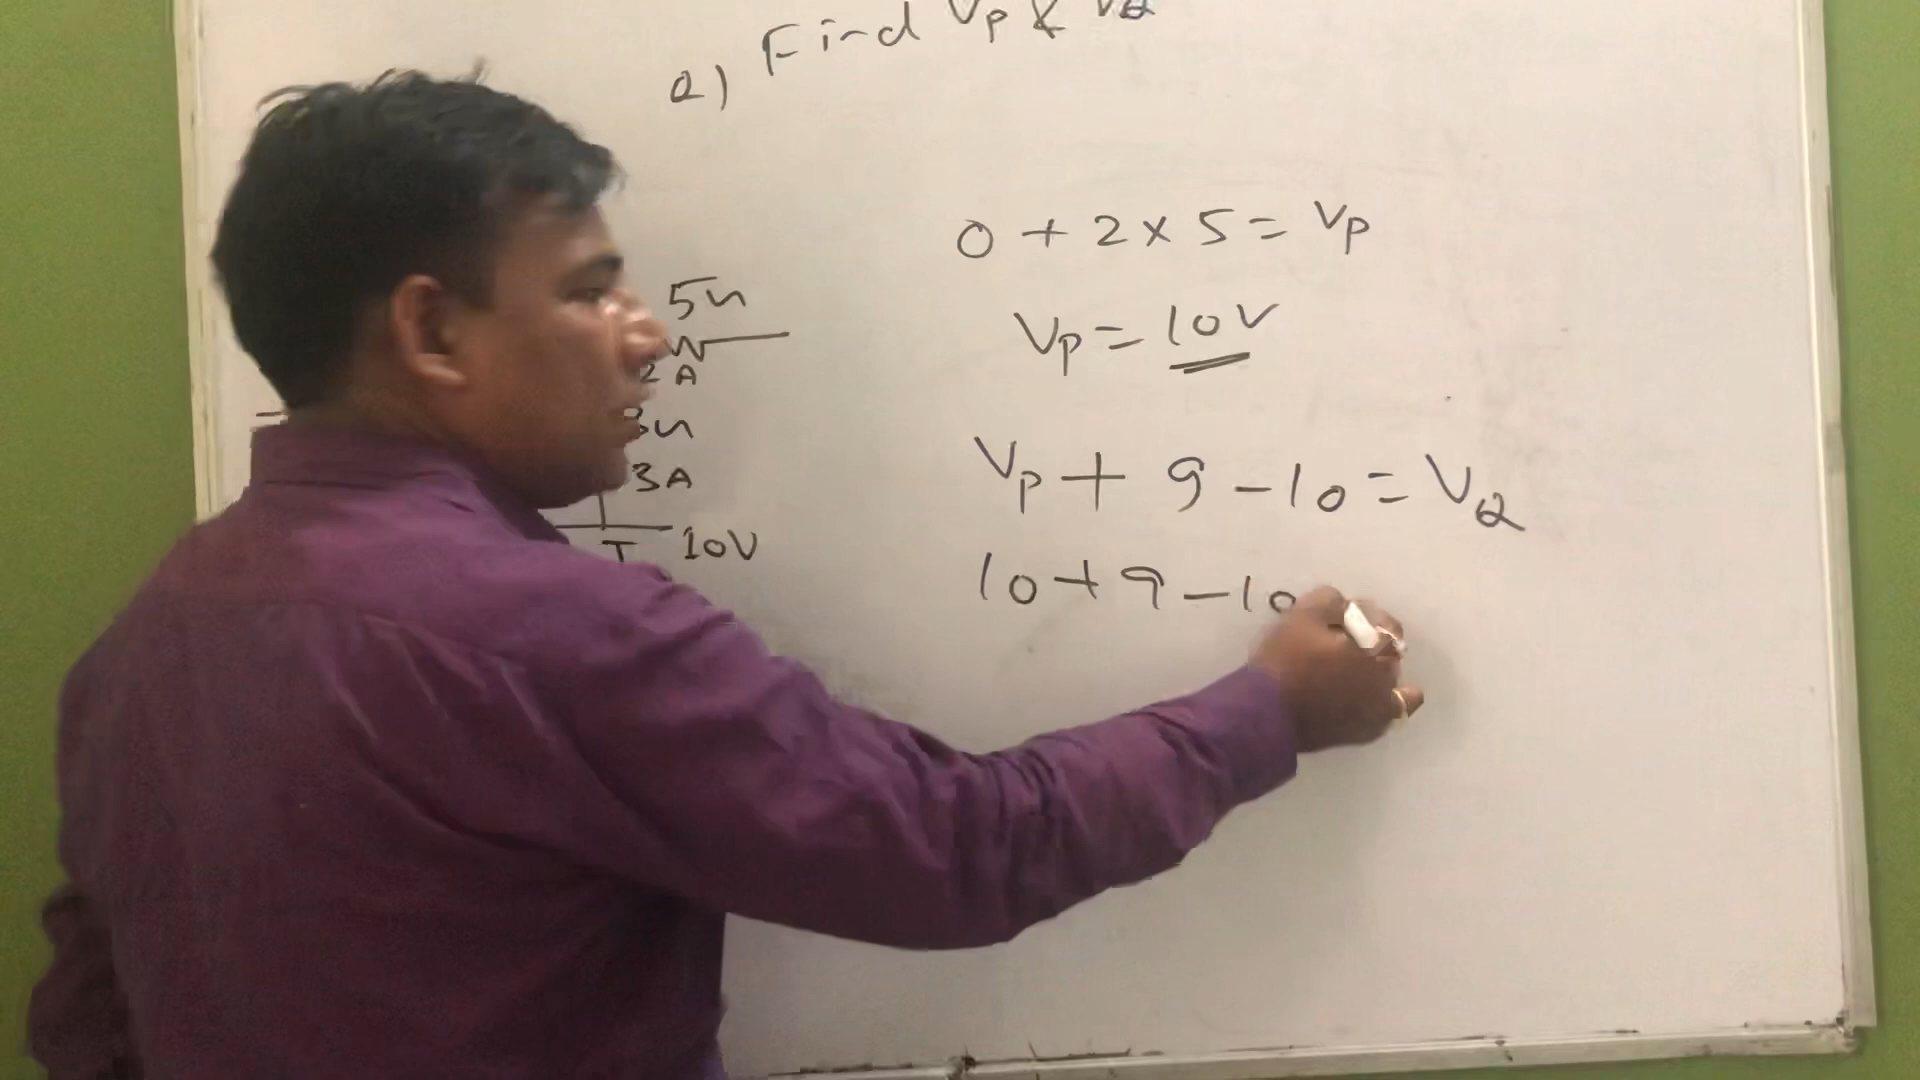 Q) Find Vp & VQ
0 + 2 × 5 = Vp
Vp = 10V
Vp + 9 - 10 = VQ
10 + 9 - 10
5Ω
2 A
3Ω
3A
10V